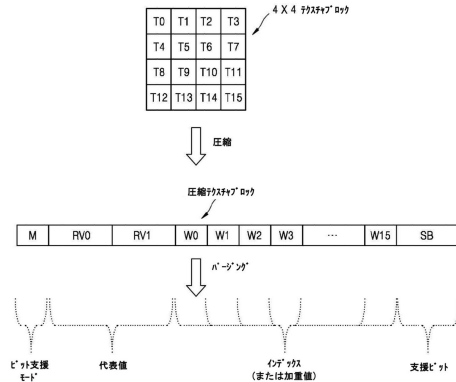 4 X 4 テクスチャブロック
T0 T1 T2 T3
T4 T5 T6 T7
T8 T9 T10 T11
T12 T13 T14 T15
圧縮
圧縮テクスチャブロック
M RV0 RV1 W0 W1 W2 W3 --- W15 SB
パージング
ビット支援
モード
代表値
インデックス
(または加重値)
支援ビット